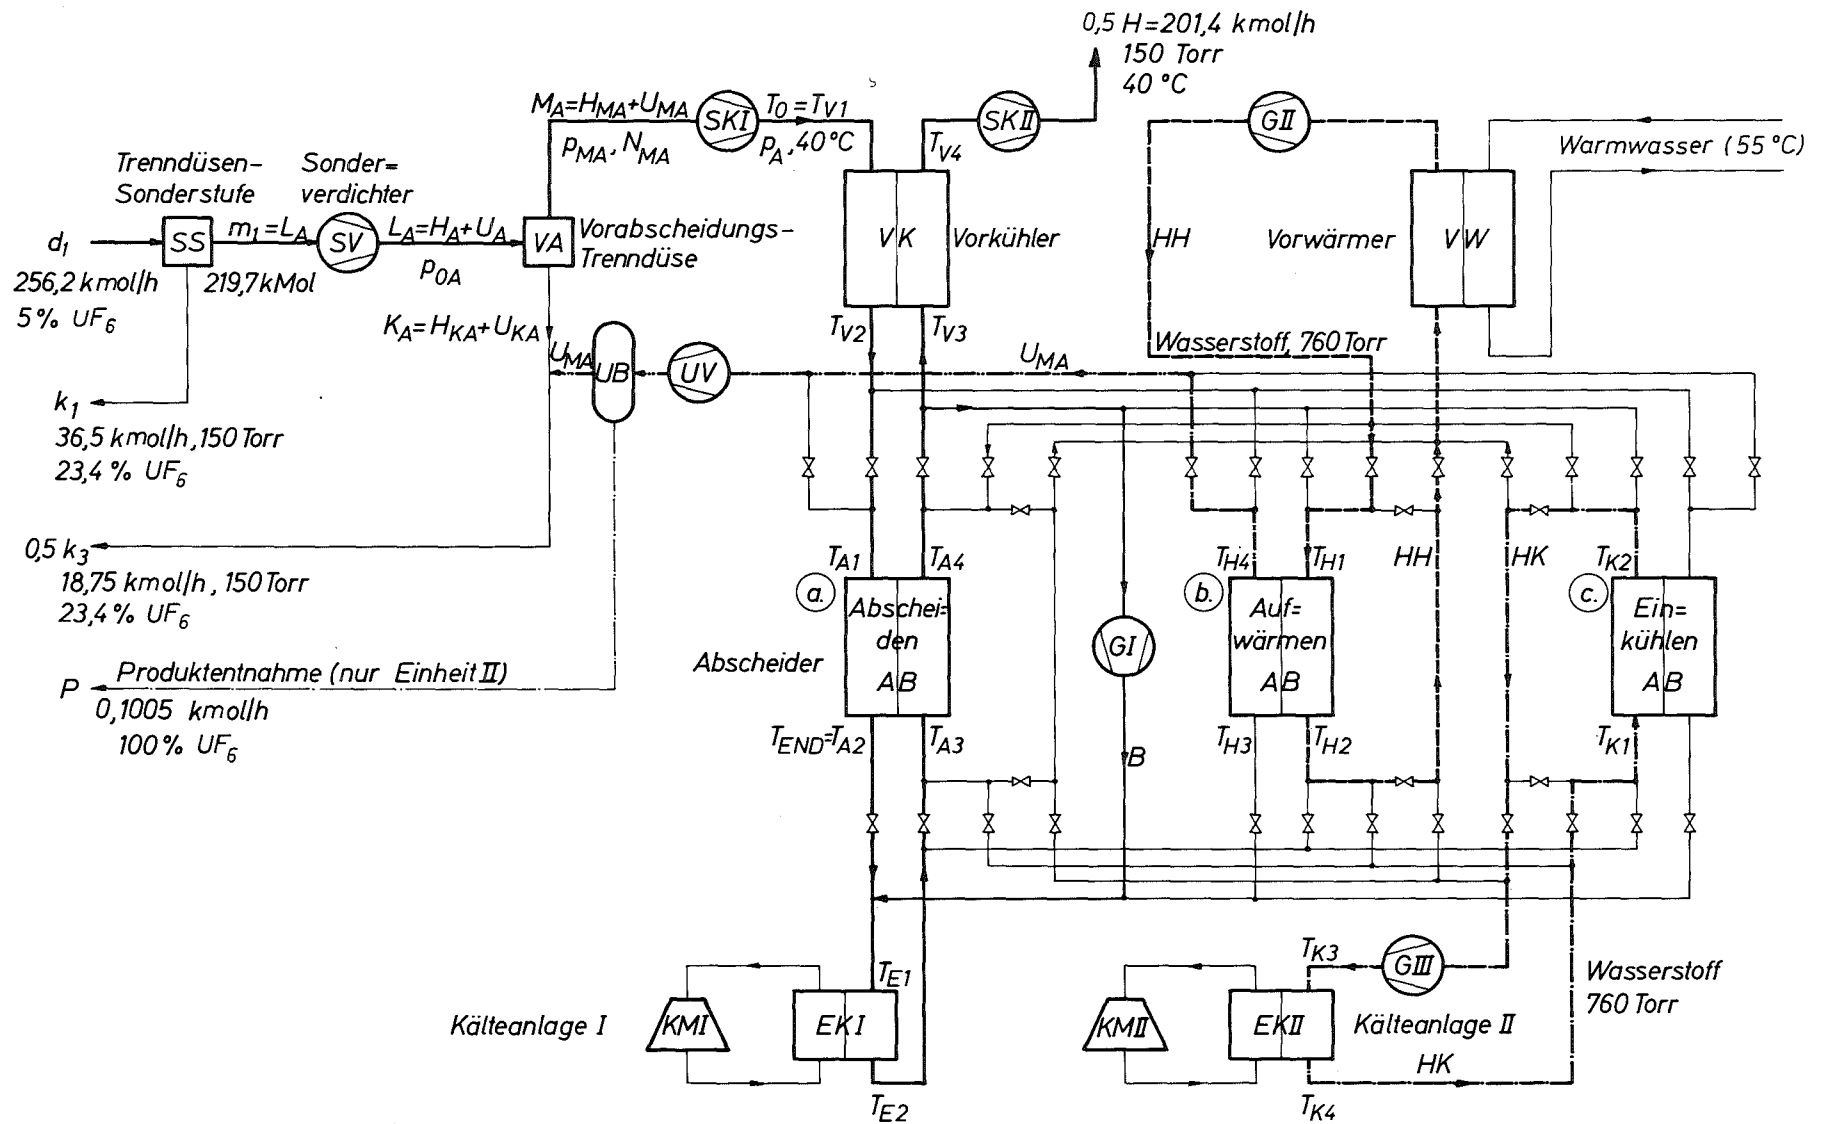 0,5 H=201,4 kmol/h
150 Torr
40 °C
M_A=H_MA+U_MA
SKI
T_0=T_V1
p_MA, N_MA
p_A, 40°C
T_V4
SKII
GII
Warmwasser (55 °C)
Trenndüsen-
Sonderstufe
Sonder=
verdichter
d_1
SS
m_1=L_A
SV
L_A=H_A+U_A
p_0A
VA
Vorabscheidungs-
Trenndüse
VK
Vorkühler
HH
Vorwärmer
VW
256,2 kmol/h
5% UF_6
219,7kMol
K_A=H_KA+U_KA
U_MA
UB
UV
U_MA
T_V2
T_V3
Wasserstoff, 760 Torr
k_1
36,5 kmol/h, 150 Torr
23,4 % UF_6
0,5 k_3
18,75 kmol/h, 150 Torr
23,4 % UF_6
T_A1
T_A4
T_H4
T_H1
HH
HK
T_K2
a.
Abschei=
den
AB
Abscheider
GI
b.
Auf=
wärmen
AB
c.
Ein=
kühlen
AB
P
Produktentnahme (nur Einheit II)
0,1005 kmol/h
100% UF_6
T_END=T_A2
T_A3
B
T_H3
T_H2
T_K1
T_E1
T_K3
GIII
Wasserstoff
760 Torr
Kälteanlage I
KMI
EKI
KMII
EKII
Kälteanlage II
HK
T_E2
T_K4